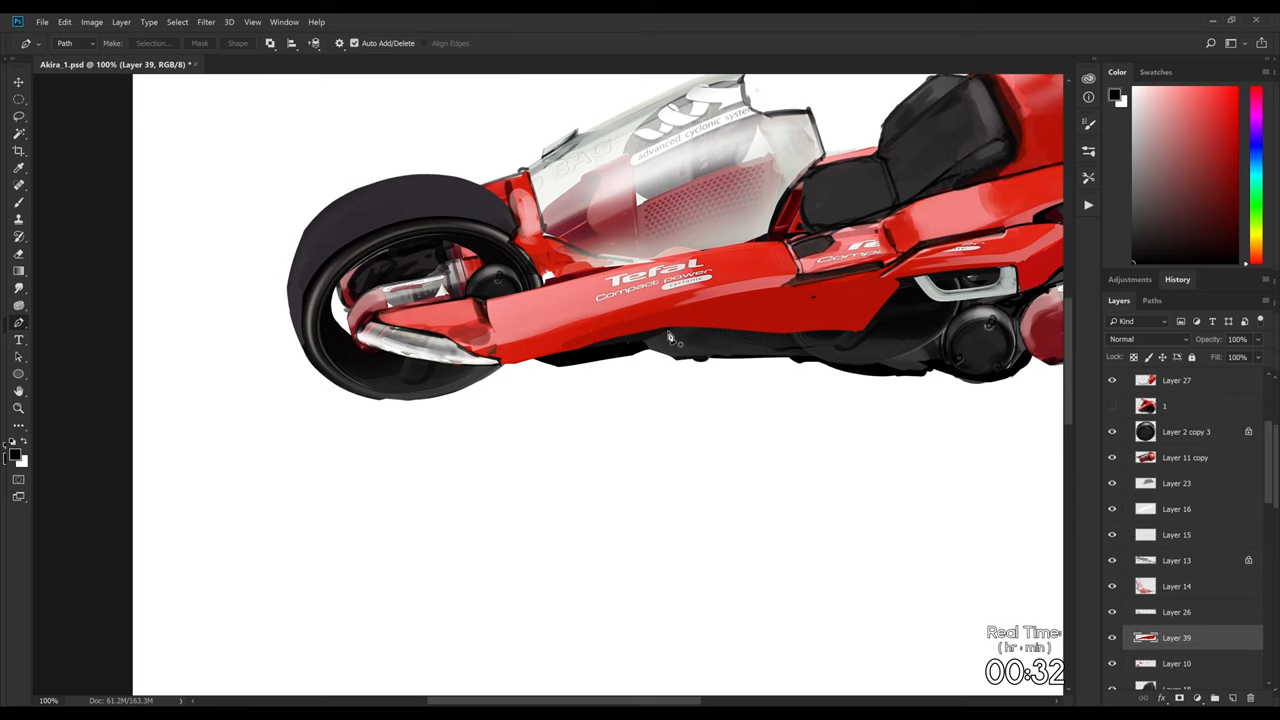 Ps File Edit Image Layer Type Select Filter 3D View Window Help
Path Make: Selection... Mask Shape Auto Add/Delete Align Edges
Akira_1.psd @ 100% (Layer 39, RGB/8) * ×
Color Swatches
BAG
advanced cyclonic system
Tefal
Compact power
cyclonic
Adjustments History
Layers Paths
Kind
Normal Opacity: 100%
Lock: Fill: 100%
Layer 27
1
Layer 2 copy 3
Layer 11 copy
Layer 23
Layer 16
Layer 15
Layer 13
Layer 14
Layer 26
Layer 39
Layer 10
Real Time:
( hr : min )
00:32
100% Doc: 61.2M/163.3M